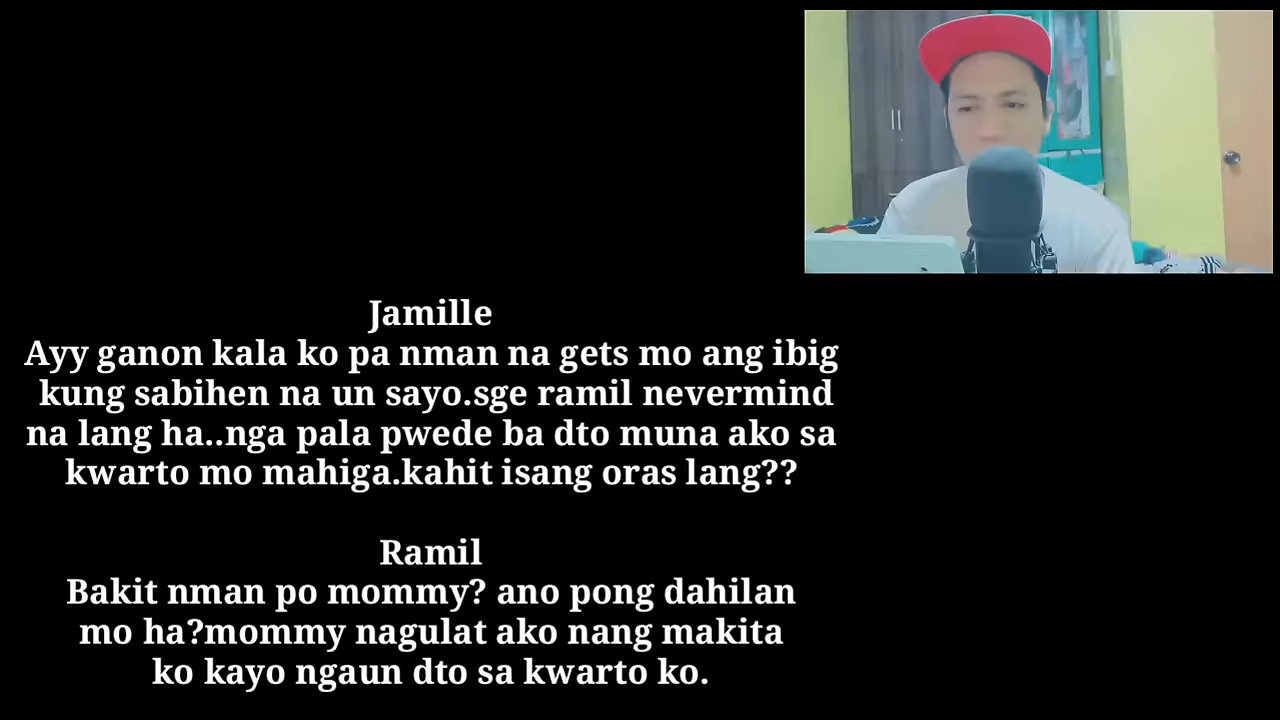 Jamille
Ayy ganon kala ko pa nman na gets mo ang ibig
kung sabihen na un sayo.sge ramil nevermind
na lang ha..nga pala pwede ba dto muna ako sa
kwarto mo mahiga.kahit isang oras lang??
Ramil
Bakit nman po mommy? ano pong dahilan
mo ha?mommy nagulat ako nang makita
ko kayo ngaun dto sa kwarto ko.